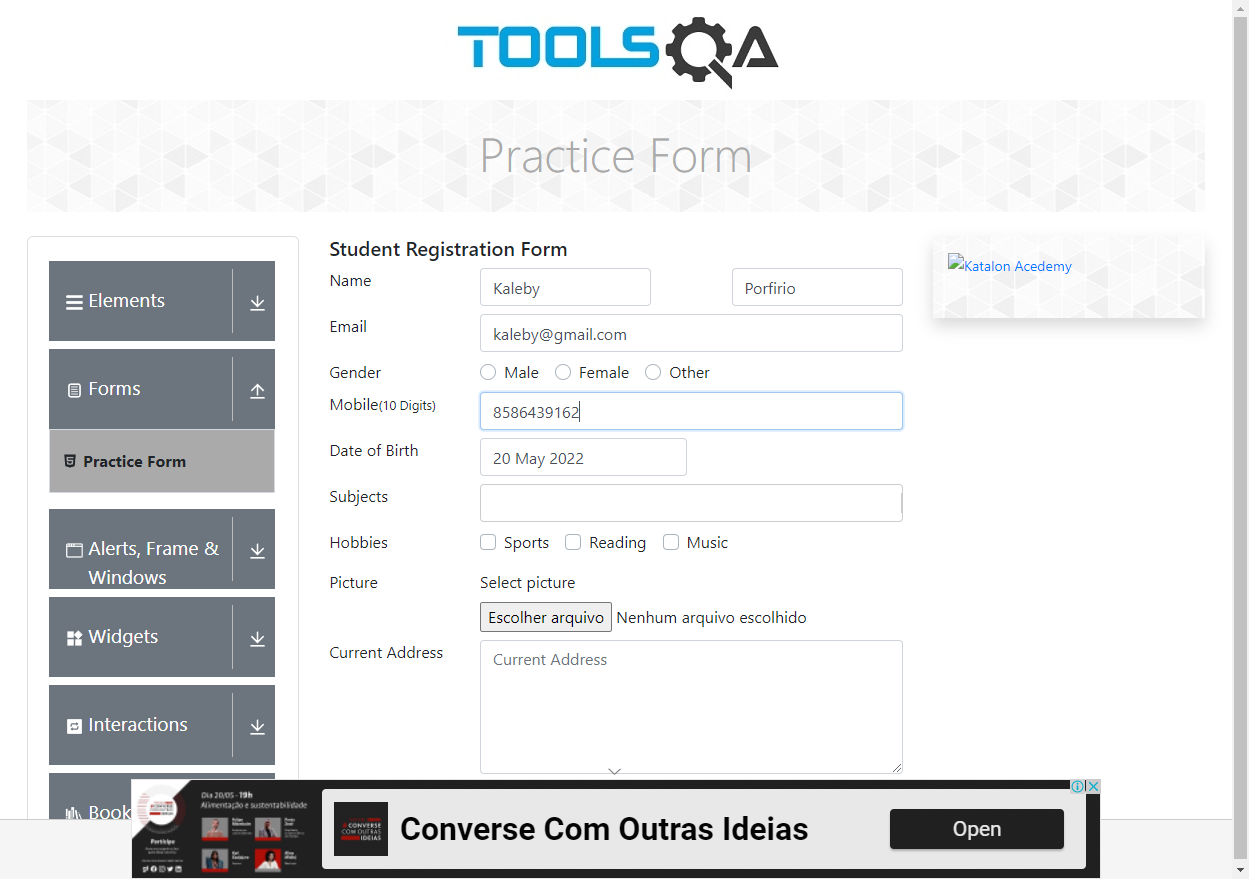 TOOLSQA
Practice Form
Elements
Forms
Practice Form
Alerts, Frame &
Windows
Widgets
Interactions
Book
Student Registration Form
Name
Kaleby
Porfirio
Email
kaleby@gmail.com
Gender
Male
Female
Other
Mobile(10 Digits)
8586439162
Date of Birth
20 May 2022
Subjects
Hobbies
Sports
Reading
Music
Picture
Select picture
Escolher arquivo Nenhum arquivo escolhido
Current Address
Current Address
Katalon Acedemy
Dia 20/05 - 19h
Alimentação e sustentabilidade
Participe
#CONVERSE
COM OUTRAS
IDEIAS
Converse Com Outras Ideias
Open